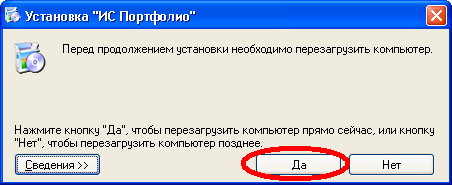 Установка "ИС Портфолио"
Перед продолжением установки необходимо перезагрузить компьютер.
Нажмите кнопку "Да", чтобы перезагрузить компьютер прямо сейчас, или кнопку
"Нет", чтобы перезагрузить компьютер позднее.
Сведения >> Да Нет